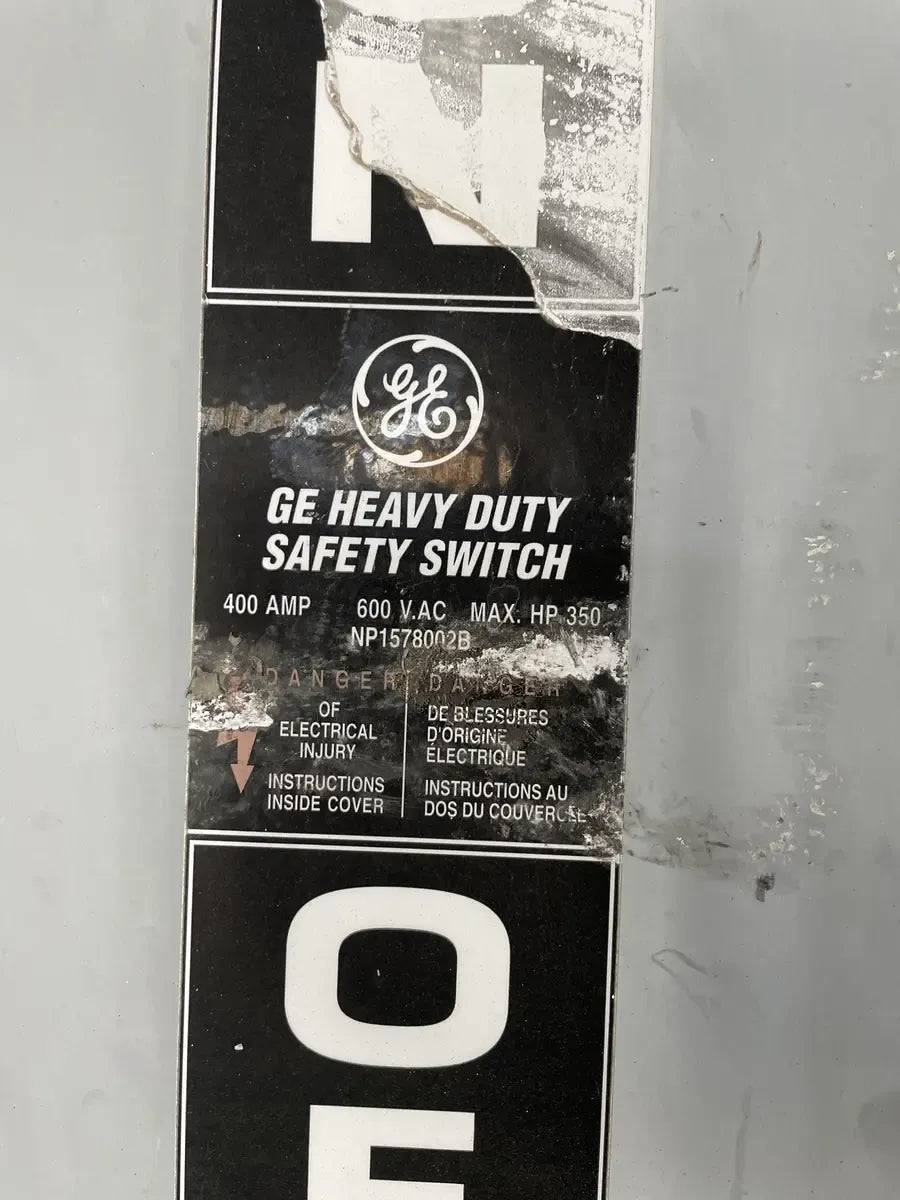 N
GE
GE HEAVY DUTY
SAFETY SWITCH
400 AMP 600 V.AC MAX. HP 350
NP1578002B
DANGER
OF
ELECTRICAL
INJURY
INSTRUCTIONS
INSIDE COVER
DANGER
DE BLESSURES
D'ORIGINE
ÉLECTRIQUE
INSTRUCTIONS AU
DOS DU COUVERCLE
O
F